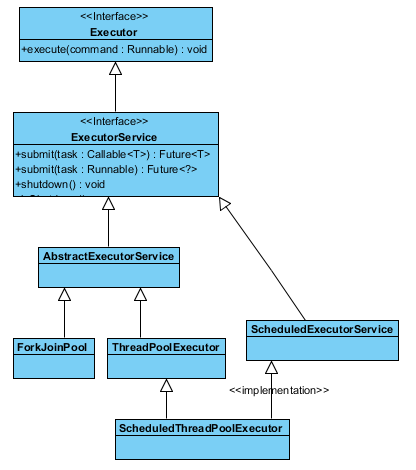 <<Interface>>
Executor
+execute(command : Runnable) : void
<<Interface>>
ExecutorService
+submit(task : Callable<T>) : Future<T>
+submit(task : Runnable) : Future<?>
+shutdown() : void
AbstractExecutorService
ForkJoinPool
ThreadPoolExecutor
ScheduledExecutorService
<<implementation>>
ScheduledThreadPoolExecutor